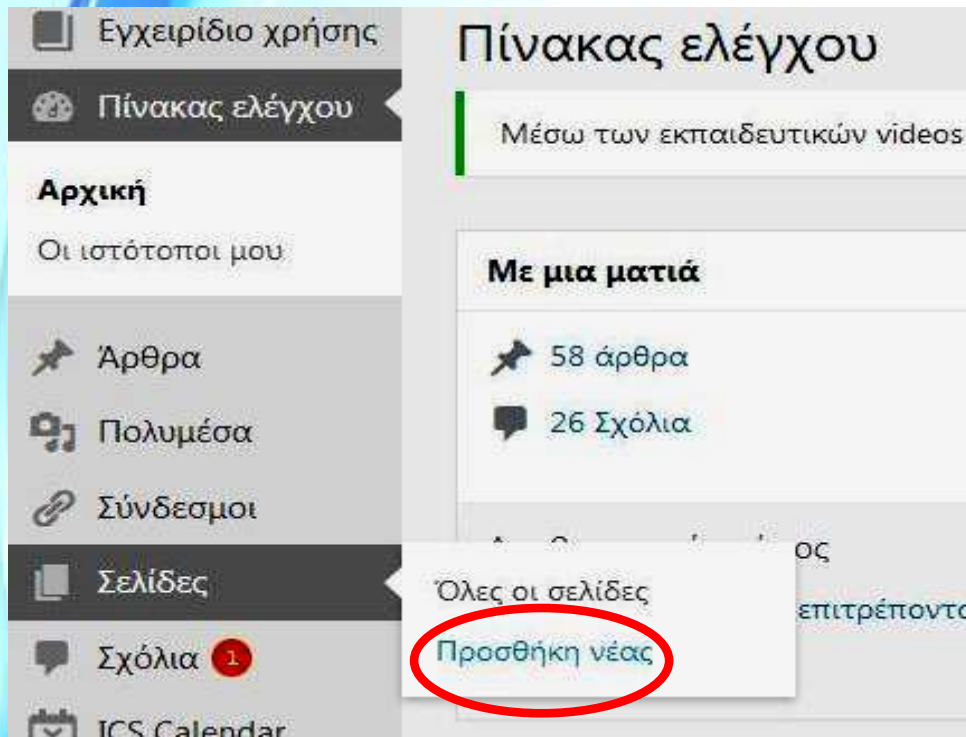 Εγχειρίδιο χρήσης
Πίνακας ελέγχου
Αρχική
Οι ιστότοποι μου
Άρθρα
Πολυμέσα
Σύνδεσμοι
Σελίδες
Σχόλια 1
ICS Calendar
Πίνακας ελέγχου
Μέσω των εκπαιδευτικών videos
Με μια ματιά
58 άρθρα
26 Σχόλια
Όλες οι σελίδες
Προσθήκη νέας